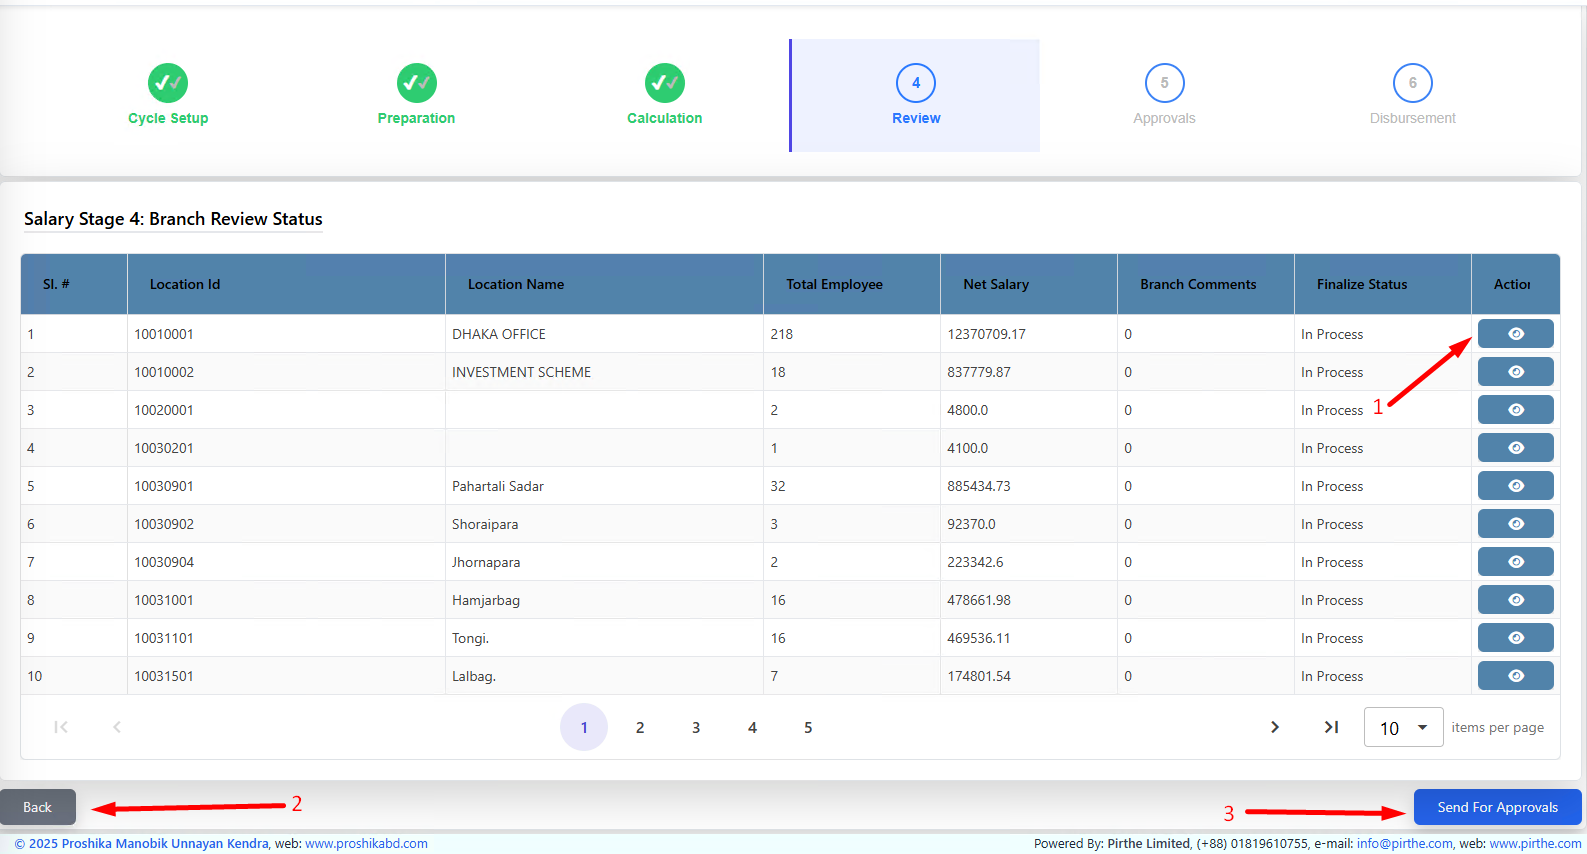 4 5 6
Cycle Setup Preparation Calculation Review Approvals Disbursement
Salary Stage 4: Branch Review Status
Sl. # Location Id Location Name Total Employee Net Salary Branch Comments Finalize Status Action
1 10010001 DHAKA OFFICE 218 12370709.17 0 In Process
2 10010002 INVESTMENT SCHEME 18 837779.87 0 In Process
3 10020001 2 4800.0 0 In Process 1
4 10030201 1 4100.0 0 In Process
5 10030901 Pahartali Sadar 32 885434.73 0 In Process
6 10030902 Shoraipara 3 92370.0 0 In Process
7 10030904 Jhornapara 2 223342.6 0 In Process
8 10031001 Hamjarbag 16 478661.98 0 In Process
9 10031101 Tongi. 16 469536.11 0 In Process
10 10031501 Lalbag. 7 174801.54 0 In Process
1 2 3 4 5 10 items per page
Back 2 3 Send For Approvals
© 2025 Proshika Manobik Unnayan Kendra, web: www.proshikabd.com Powered By: Pirthe Limited, (+88) 01819610755, e-mail: info@pirthe.com, web: www.pirthe.com